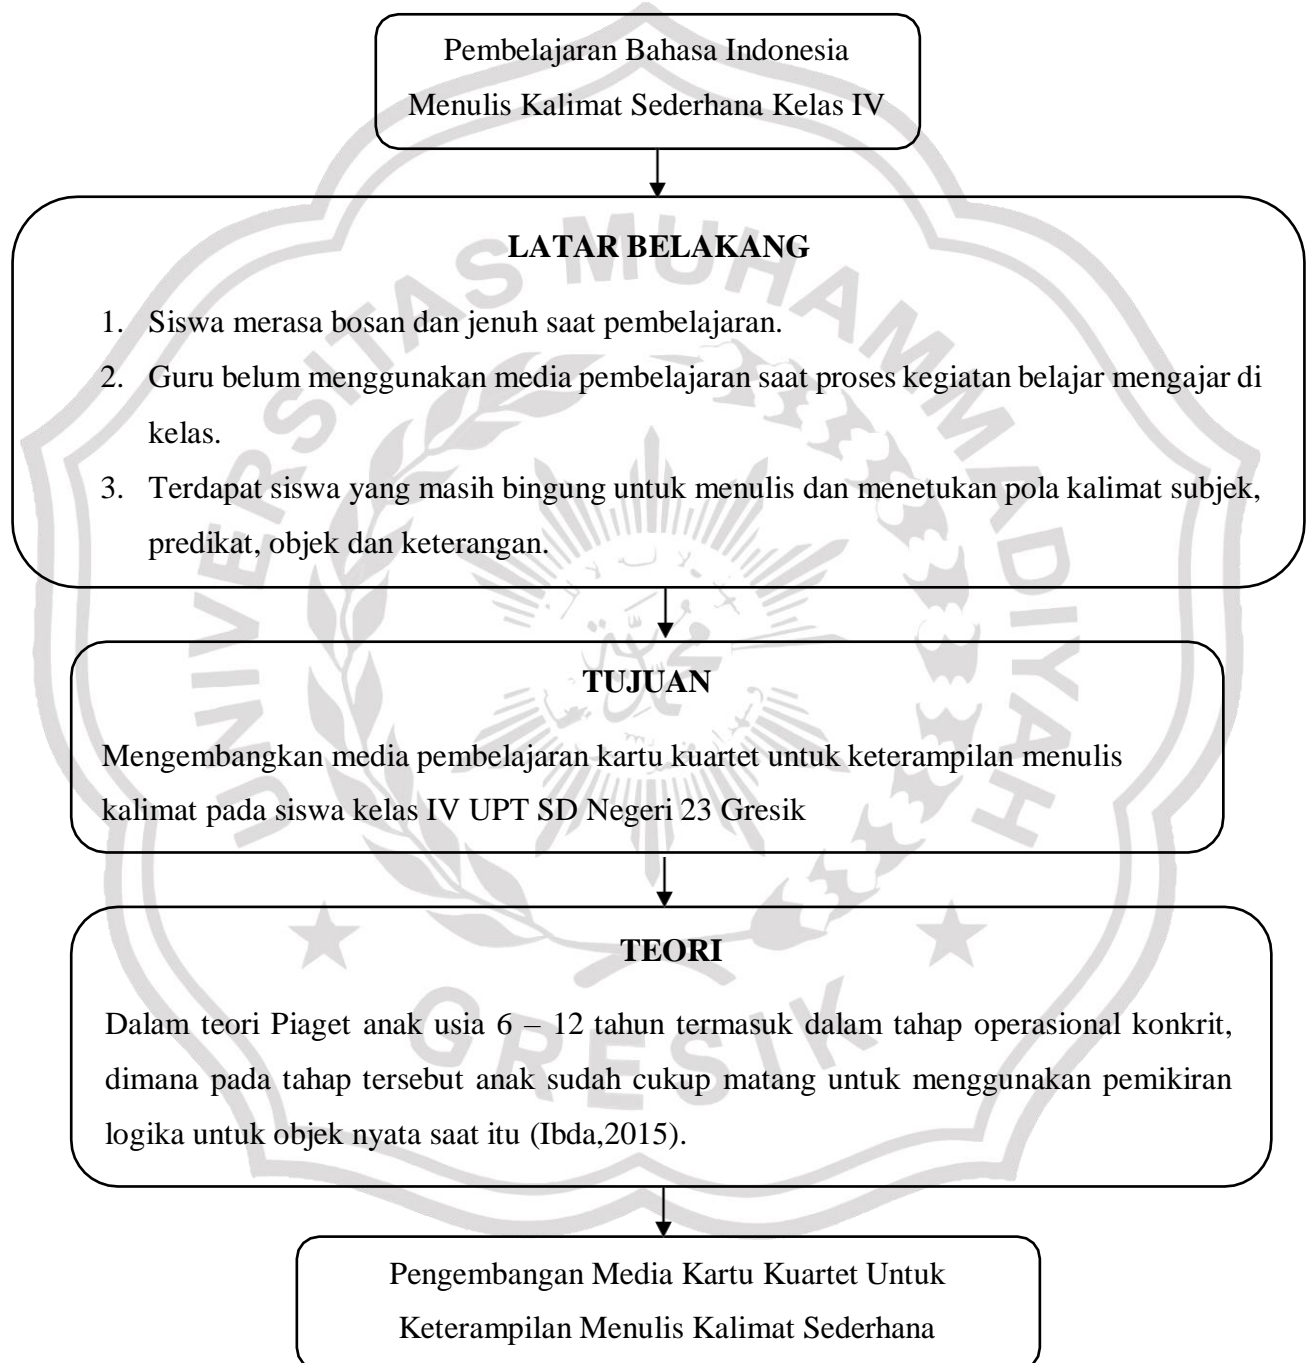 Pembelajaran Bahasa Indonesia
Menulis Kalimat Sederhana Kelas IV
LATAR BELAKANG
1. Siswa merasa bosan dan jenuh saat pembelajaran.
2. Guru belum menggunakan media pembelajaran saat proses kegiatan belajar mengajar di
kelas.
3. Terdapat siswa yang masih bingung untuk menulis dan menetukan pola kalimat subjek,
predikat, objek dan keterangan.
TUJUAN
Mengembangkan media pembelajaran kartu kuartet untuk keterampilan menulis
kalimat pada siswa kelas IV UPT SD Negeri 23 Gresik
TEORI
Dalam teori Piaget anak usia 6 – 12 tahun termasuk dalam tahap operasional konkrit,
dimana pada tahap tersebut anak sudah cukup matang untuk menggunakan pemikiran
logika untuk objek nyata saat itu (Ibda,2015).
Pengembangan Media Kartu Kuartet Untuk
Keterampilan Menulis Kalimat Sederhana
UNIVERSITAS MUHAMMADIYAH
GRESIK